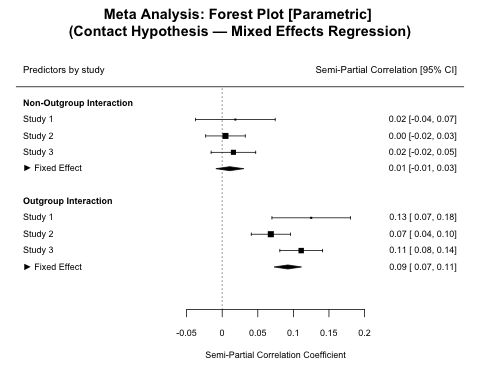 Meta Analysis: Forest Plot [Parametric]
(Contact Hypothesis — Mixed Effects Regression)
Predictors by study Semi-Partial Correlation [95% CI]
Non-Outgroup Interaction
Study 1 0.02 [-0.04, 0.07]
Study 2 0.00 [-0.02, 0.03]
Study 3 0.02 [-0.02, 0.05]
► Fixed Effect 0.01 [-0.01, 0.03]
Outgroup Interaction
Study 1 0.13 [ 0.07, 0.18]
Study 2 0.07 [ 0.04, 0.10]
Study 3 0.11 [ 0.08, 0.14]
► Fixed Effect 0.09 [ 0.07, 0.11]
-0.05 0 0.05 0.1 0.15 0.2
Semi-Partial Correlation Coefficient